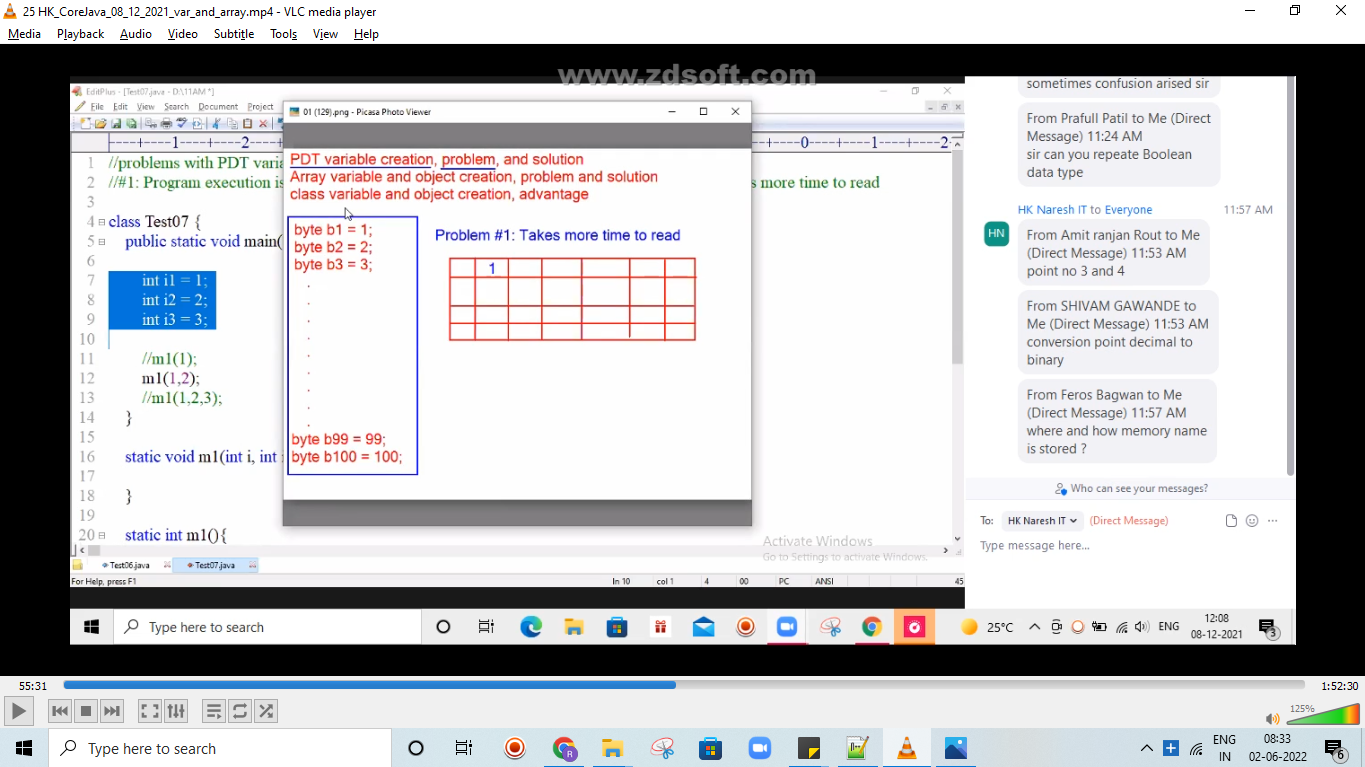 25 HK_CoreJava_08_12_2021_var_and_array.mp4 - VLC media player
Media Playback Audio Video Subtitle Tools View Help
www.zdsoft.com
EditPlus - [Test07.java - D:\11AM *]
File Edit View Search Document Project
01 (129).png - Picasa Photo Viewer
----+----1----+----2----
----+----0----+----1----+----2
1 //problems with PDT varia
2 //#1: Program execution is
s more time to read
3
4 class Test07 {
5 public static void main(
6
7 int i1 = 1;
8 int i2 = 2;
9 int i3 = 3;
10
11 //m1(1);
12 m1(1,2);
13 //m1(1,2,3);
14 }
15
16 static void m1(int i, int i
17
18 }
19
20 static int m1(){
PDT variable creation, problem, and solution
Array variable and object creation, problem and solution
class variable and object creation, advantage
byte b1 = 1;
byte b2 = 2;
byte b3 = 3;
.
.
.
.
.
.
.
.
.
byte b99 = 99;
byte b100 = 100;
Problem #1: Takes more time to read
1
Activate Windows
Go to Settings to activate Windows.
Test06.java Test07.java
For Help, press F1
ln 10 col 1 4 00 PC ANSI 45
sometimes confusion arised sir
From Prafull Patil to Me (Direct
Message) 11:24 AM
sir can you repeate Boolean
data type
HK Naresh IT to Everyone 11:57 AM
HN
From Amit ranjan Rout to Me
(Direct Message) 11:53 AM
point no 3 and 4
From SHIVAM GAWANDE to
Me (Direct Message) 11:53 AM
conversion point decimal to
binary
From Feros Bagwan to Me
(Direct Message) 11:57 AM
where and how memory name
is stored ?
Who can see your messages?
To: HK Naresh IT (Direct Message)
Type message here...
Type here to search
25°C
ENG
12:08
08-12-2021
3
55:31
1:52:30
125%
Type here to search
ENG
IN
08:33
02-06-2022
6